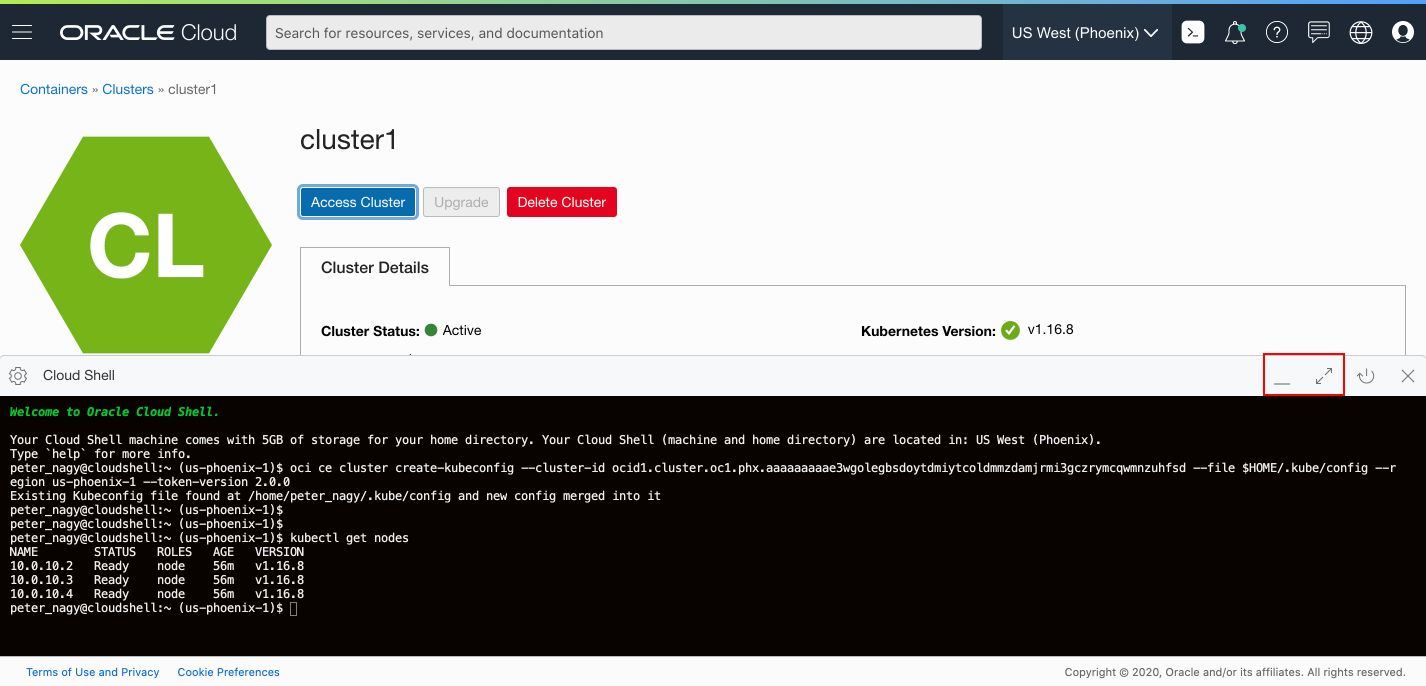 ORACLE Cloud
Search for resources, services, and documentation
US West (Phoenix)
Containers » Clusters » cluster1
cluster1
CL
Access Cluster
Upgrade
Delete Cluster
Cluster Details
Cluster Status: Active
Kubernetes Version: v1.16.8
Cloud Shell
Welcome to Oracle Cloud Shell.
Your Cloud Shell machine comes with 5GB of storage for your home directory. Your Cloud Shell (machine and home directory) are located in: US West (Phoenix).
Type `help` for more info.
peter_nagy@cloudshell:~ (us-phoenix-1)$ oci ce cluster create-kubeconfig --cluster-id ocid1.cluster.oc1.phx.aaaaaaaaae3wgolegbsdoytdmiytcoldmmzdamjrmi3gczrymcqwmnzuhfsd --file $HOME/.kube/config --r
egion us-phoenix-1 --token-version 2.0.0
Existing Kubeconfig file found at /home/peter_nagy/.kube/config and new config merged into it
peter_nagy@cloudshell:~ (us-phoenix-1)$
peter_nagy@cloudshell:~ (us-phoenix-1)$
peter_nagy@cloudshell:~ (us-phoenix-1)$ kubectl get nodes
NAME STATUS ROLES AGE VERSION
10.0.10.2 Ready node 56m v1.16.8
10.0.10.3 Ready node 56m v1.16.8
10.0.10.4 Ready node 56m v1.16.8
peter_nagy@cloudshell:~ (us-phoenix-1)$
Terms of Use and Privacy
Cookie Preferences
Copyright © 2020, Oracle and/or its affiliates. All rights reserved.